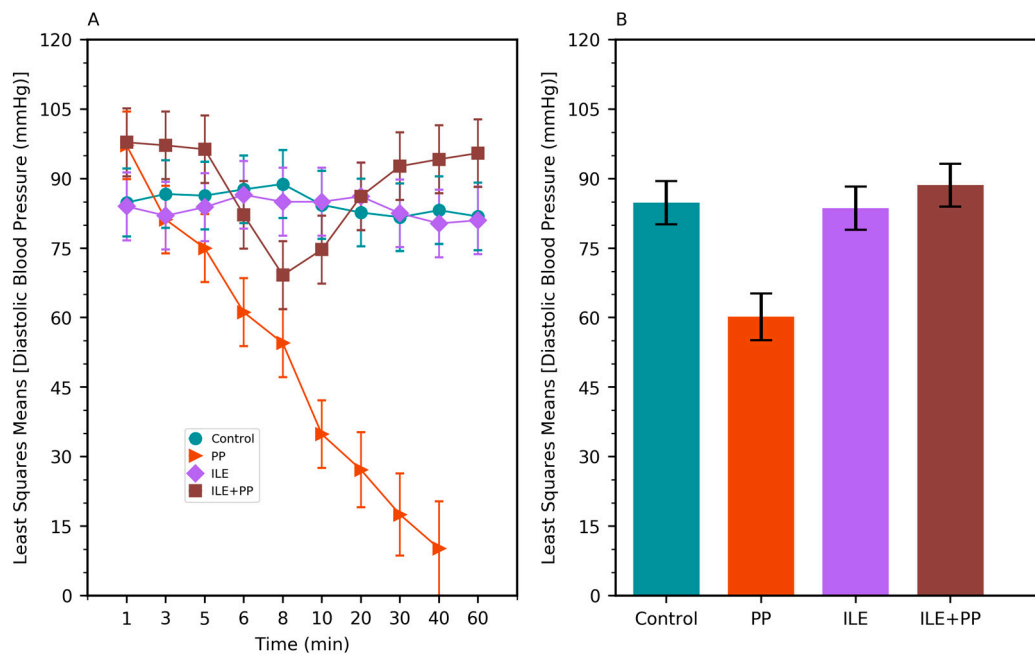 A
B
Least Squares Means [Diastolic Blood Pressure (mmHg)]
120
105
90
75
60
45
30
15
0
Control
PP
ILE
ILE+PP
1 3 5 6 8 10 20 30 40 60
Time (min)
Least Squares Means [Diastolic Blood Pressure (mmHg)]
120
105
90
75
60
45
30
15
0
Control PP ILE ILE+PP